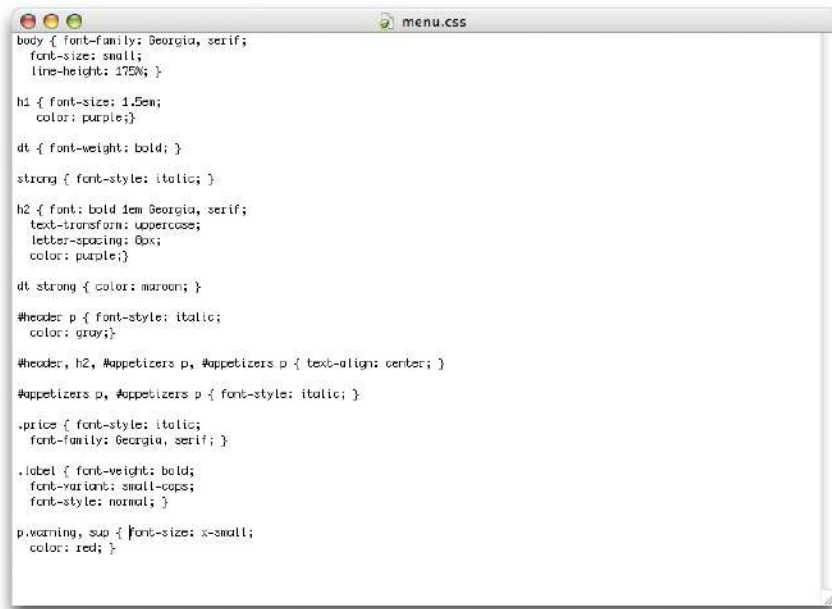 menu.css
body { font-family: Georgia, serif;
  font-size: small;
  line-height: 175%; }

h1 { font-size: 1.5em;
   color: purple;}

dt { font-weight: bold; }

strong { font-style: italic; }

h2 { font: bold 1em Georgia, serif;
  text-transform: uppercase;
  letter-spacing: 8px;
  color: purple;}

dt strong { color: maroon; }

#header p { font-style: italic;
  color: gray;}

#header, h2, #appetizers p, #appetizers p { text-align: center; }

#appetizers p, #appetizers p { font-style: italic; }

.price { font-style: italic;
  font-family: Georgia, serif; }

.label { font-weight: bold;
  font-variant: small-caps;
  font-style: normal; }

p.warning, sup { font-size: x-small;
  color: red; }